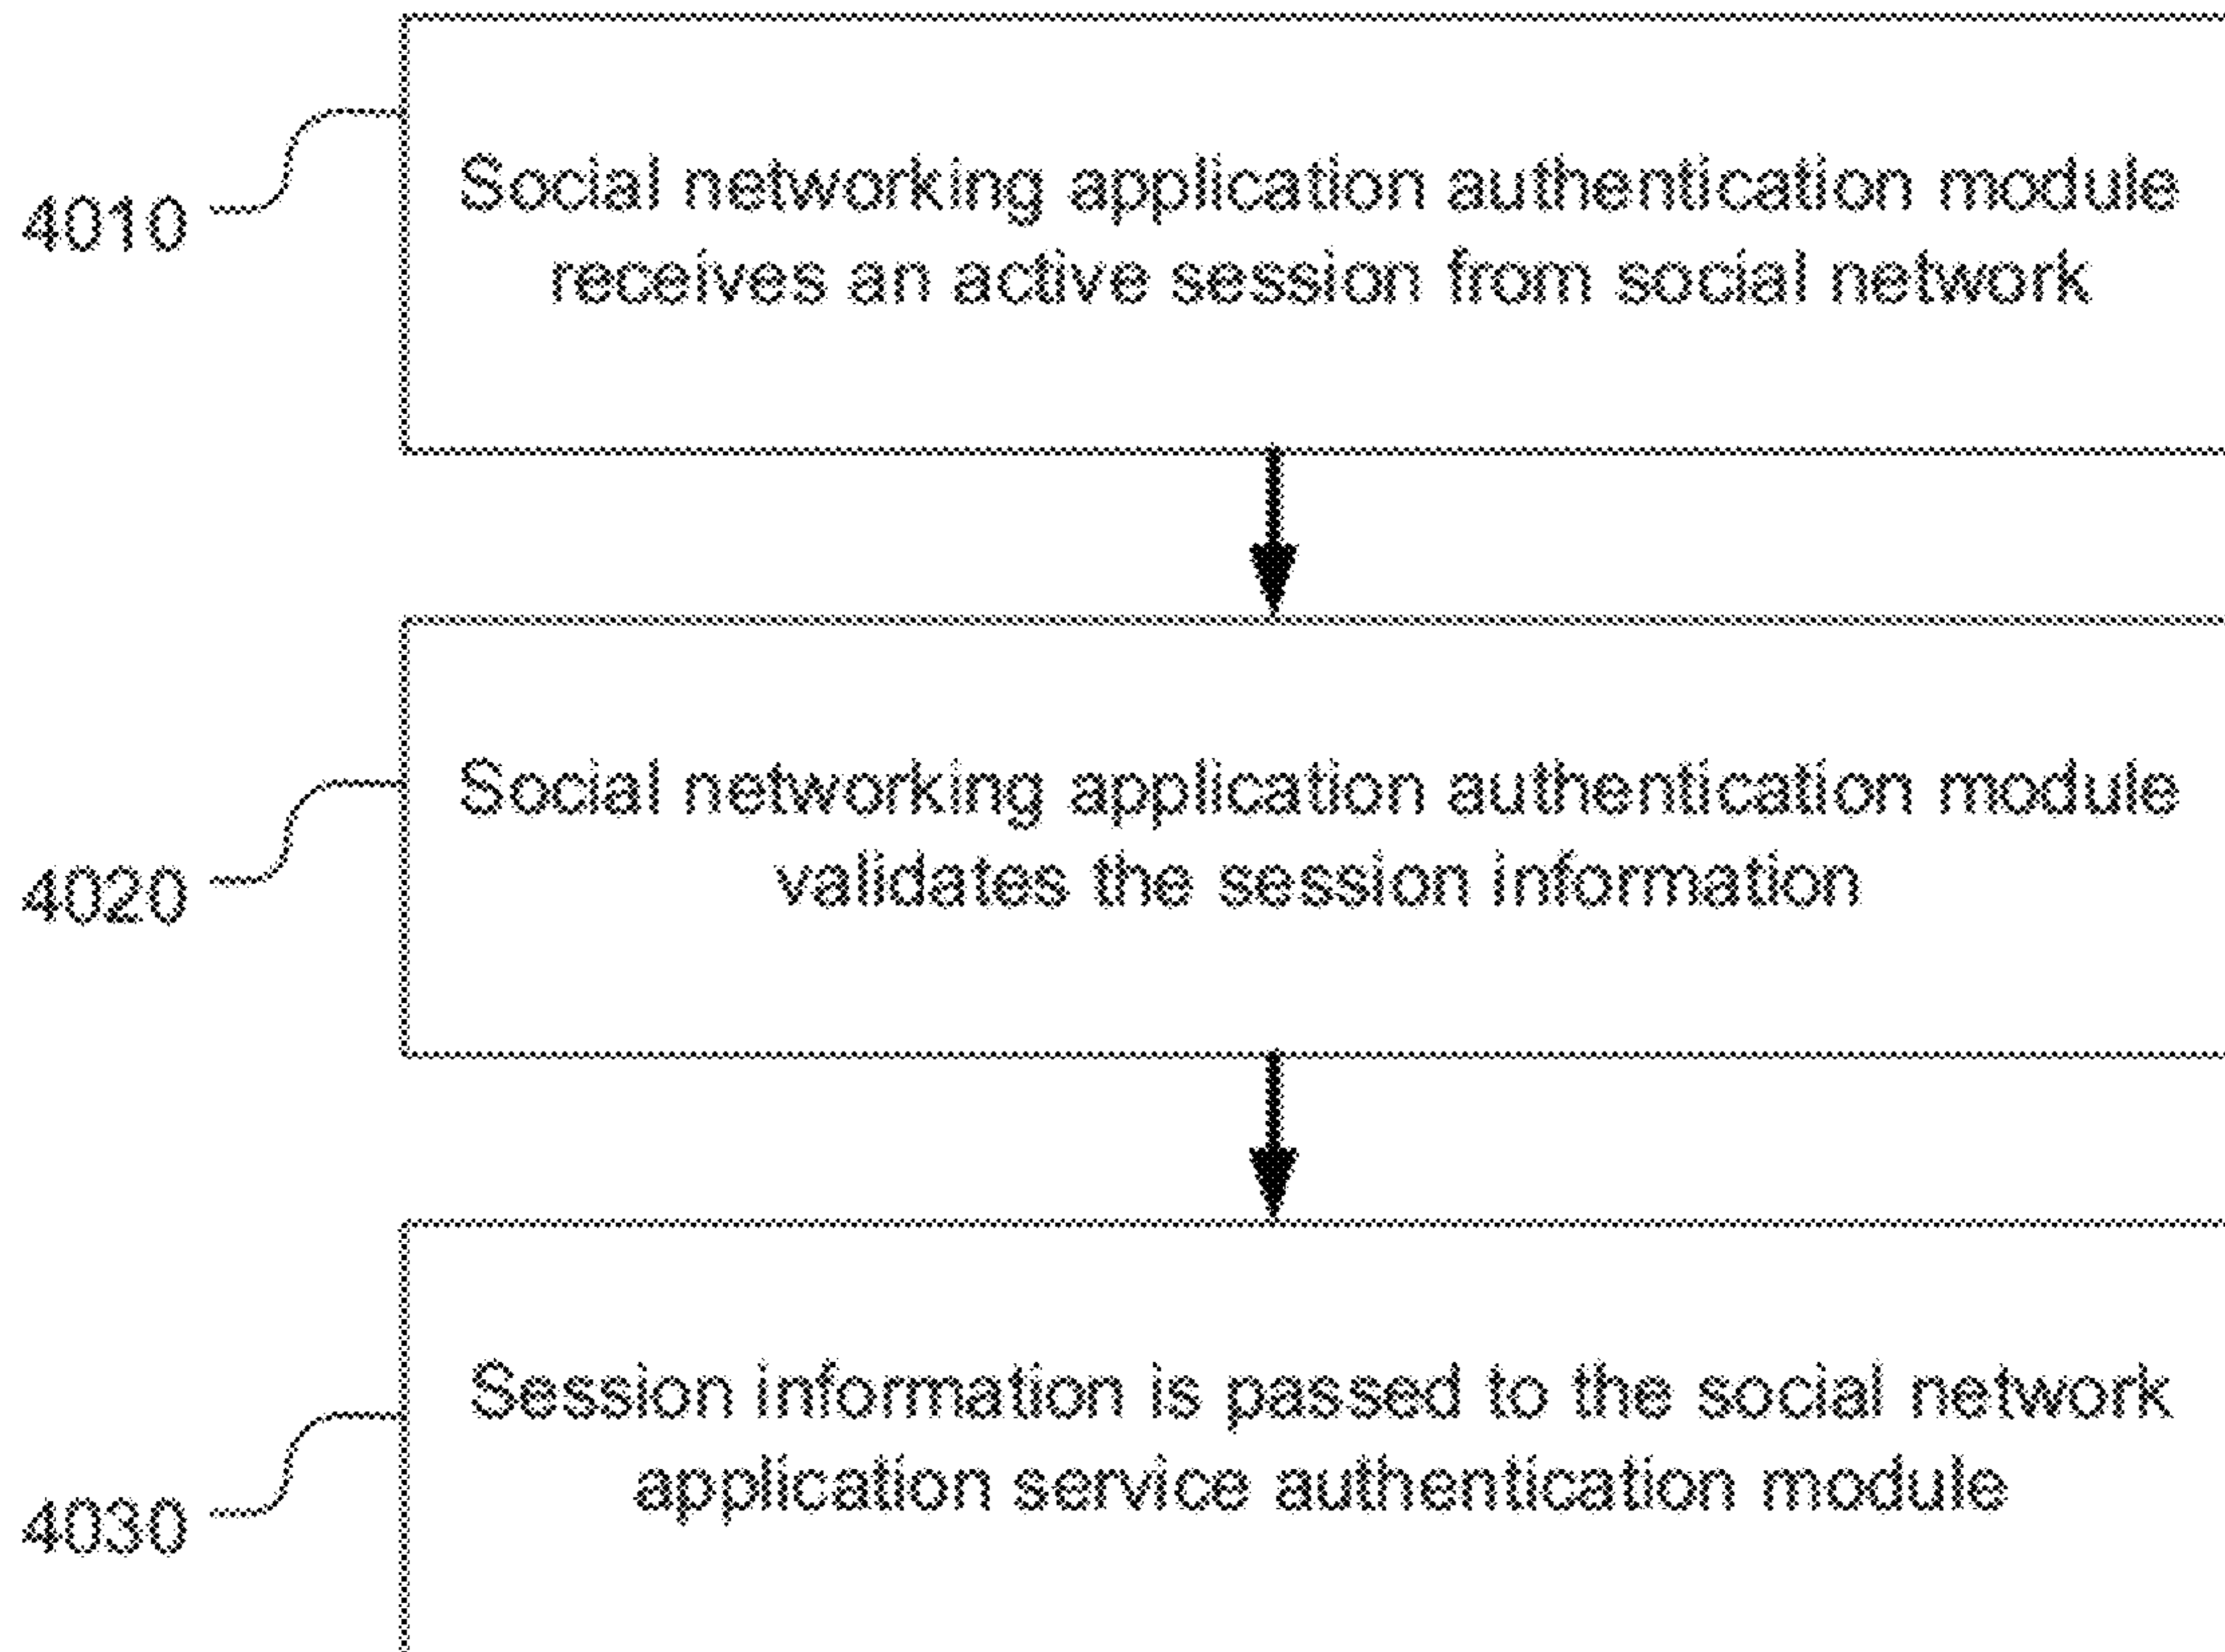 4010
Social networking application authentication module
receives an active session from social network
4020
Social networking application authentication module
validates the session information
4030
Session information is passed to the social network
application service authentication module